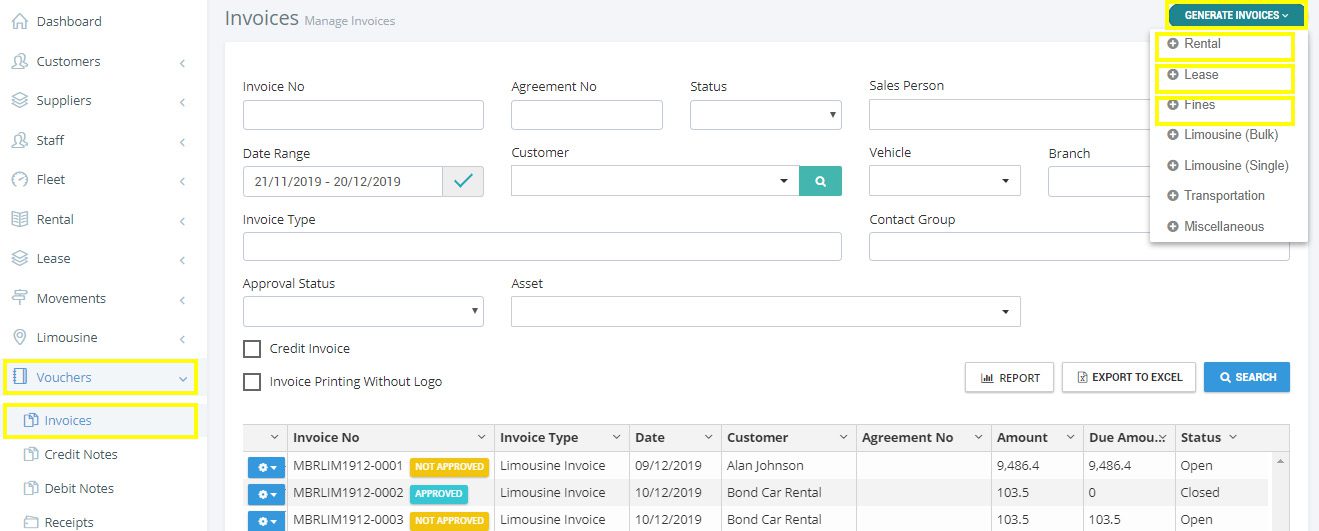 Dashboard
Customers
Suppliers
Staff
Fleet
Rental
Lease
Movements
Limousine
Vouchers
Invoices
Credit Notes
Debit Notes
Receipts
Invoices Manage Invoices
GENERATE INVOICES
Rental
Lease
Fines
Limousine (Bulk)
Limousine (Single)
Transportation
Miscellaneous
Invoice No Agreement No Status Sales Person
Date Range Customer Vehicle Branch
21/11/2019 - 20/12/2019
Invoice Type Contact Group
Approval Status Asset
Credit Invoice
Invoice Printing Without Logo
REPORT EXPORT TO EXCEL SEARCH
Invoice No Invoice Type Date Customer Agreement No Amount Due Amou... Status
MBRLIM1912-0001 NOT APPROVED Limousine Invoice 09/12/2019 Alan Johnson 9,486.4 9,486.4 Open
MBRLIM1912-0002 APPROVED Limousine Invoice 10/12/2019 Bond Car Rental 103.5 0 Closed
MBRLIM1912-0003 NOT APPROVED Limousine Invoice 10/12/2019 Bond Car Rental 103.5 103.5 Open